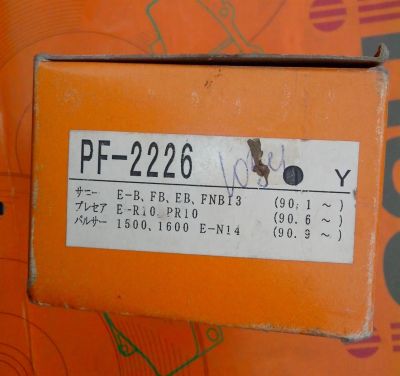 PF-2226
Y
サニー E-B、FB、EB、FNB13 (90.1 ~)
プレセア E-R10、PR10 (90.6 ~)
パルサー 1500、1600 E-N14 (90.9 ~)